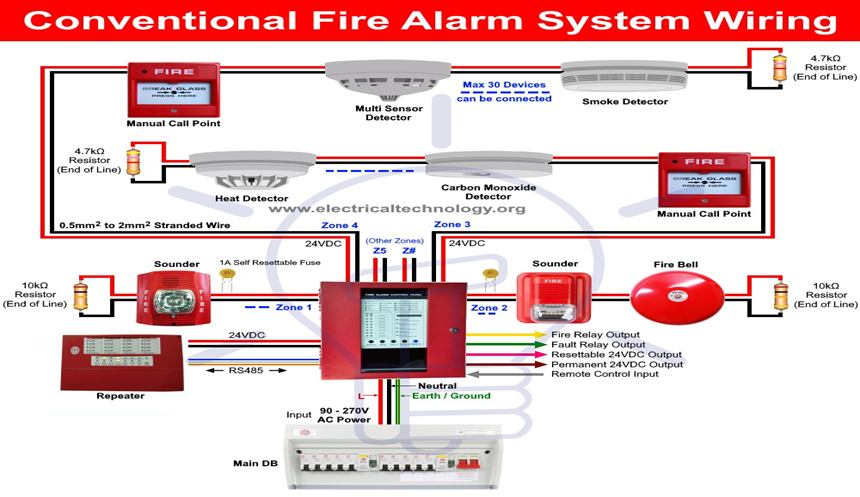 Conventional Fire Alarm System Wiring
FIRE
BREAK GLASS
PRESS HERE
Manual Call Point
Multi Sensor
Detector
Max 30 Devices
can be connected
Smoke Detector
4.7kΩ
Resistor
(End of Line)
4.7kΩ
Resistor
(End of Line)
Heat Detector
Carbon Monoxide
Detector
FIRE
BREAK GLASS
PRESS HERE
Manual Call Point
www.electricaltechnology.org
0.5mm² to 2mm² Stranded Wire
Zone 4
Zone 3
24VDC
(Other Zones)
Z5
Z#
24VDC
Sounder
1A Self Resettable Fuse
Sounder
Fire Bell
10kΩ
Resistor
(End of Line)
FIRE
FIRE
Zone 1
FIRE ALARM CONTROL PANEL
Zone 2
FIRE
10kΩ
Resistor
(End of Line)
24VDC
RS485
Repeater
Fire Relay Output
Fault Relay Output
Resettable 24VDC Output
Permanent 24VDC Output
Remote Control Input
Neutral
L
Earth / Ground
Input
90 - 270V
AC Power
Main DB